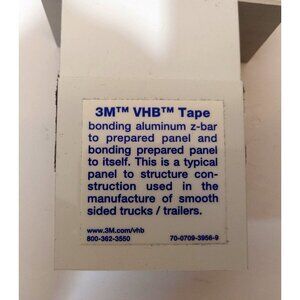 3M™ VHB™ Tape
bonding aluminum z-bar
to prepared panel and
bonding prepared panel
to itself. This is a typical
panel to structure con-
struction used in the
manufacture of smooth
sided trucks / trailers.
www.3M.com/vhb
800-362-3550 70-0709-3956-9